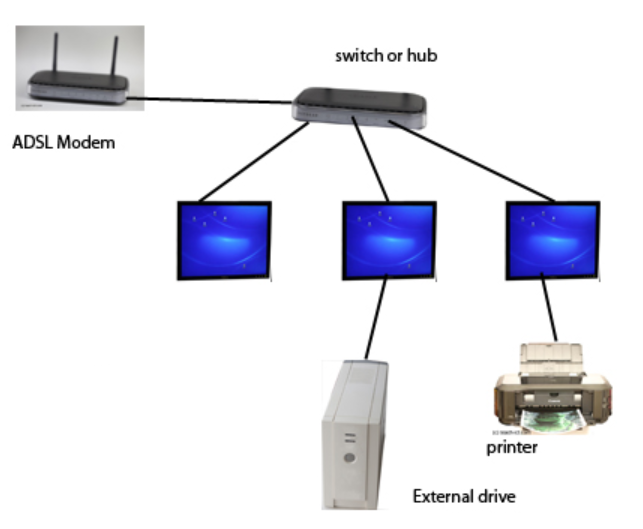 switch or hub
ADSL Modem
printer
External drive